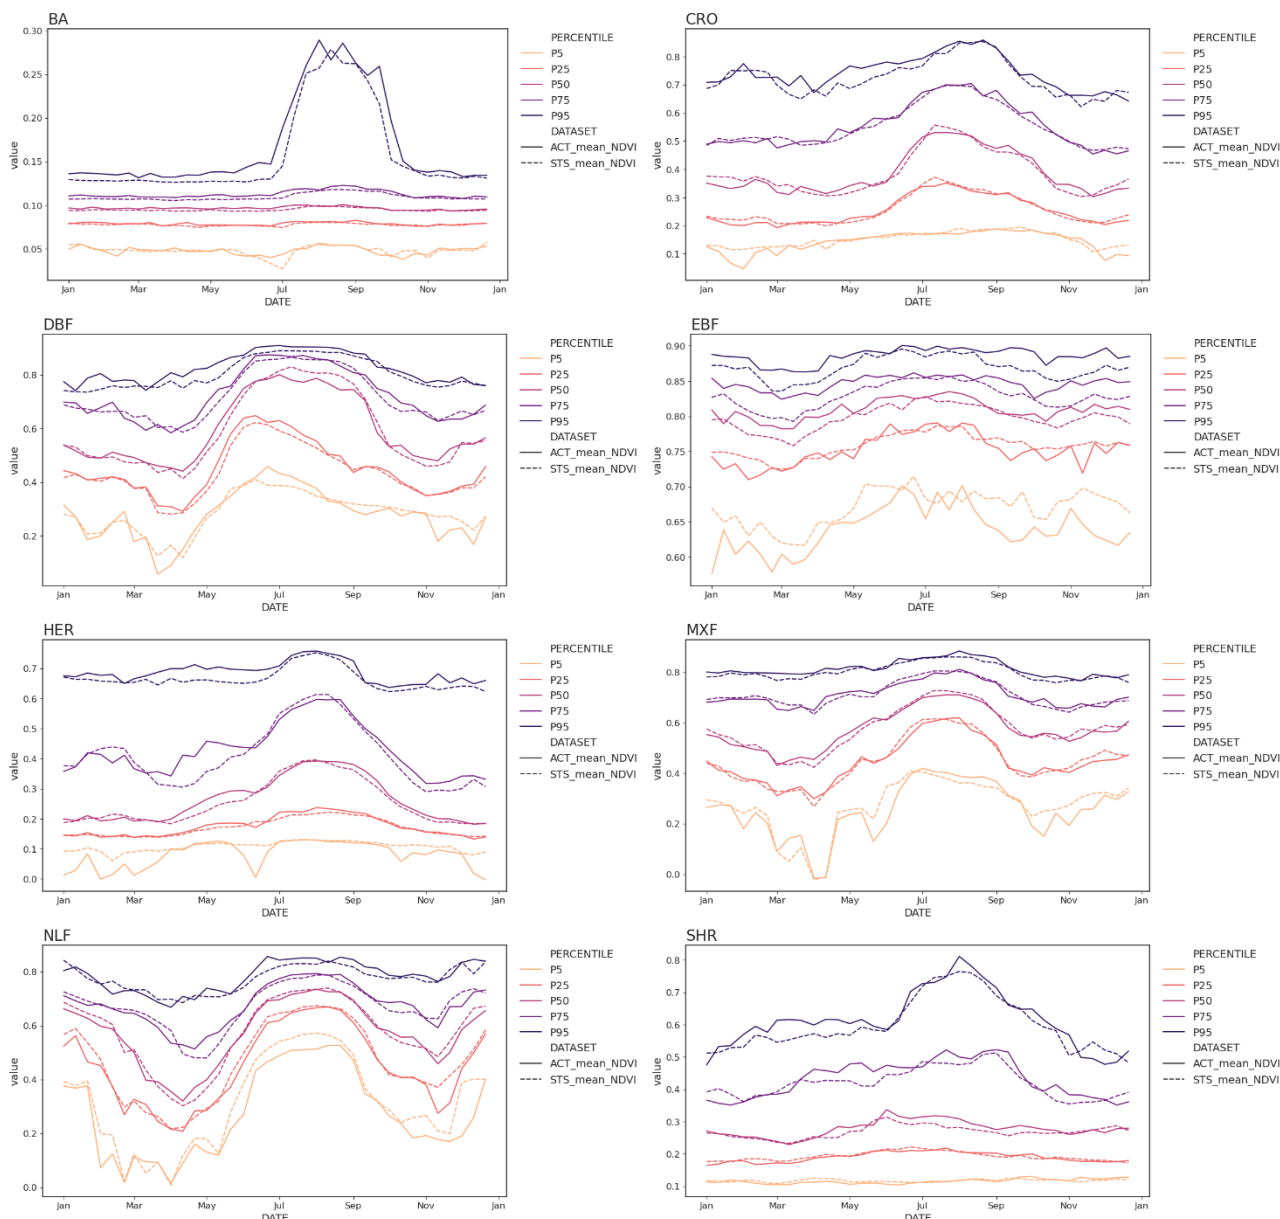 BA
0.30
0.25
0.20
0.15
0.10
0.05
value
Jan
Mar
May
Jul
Sep
Nov
Jan
DATE
PERCENTILE
P5
P25
P50
P75
P95
DATASET
ACT_mean_NDVI
STS_mean_NDVI
CRO
0.8
0.7
0.6
0.5
0.4
0.3
0.2
0.1
value
Jan
Mar
May
Jul
Sep
Nov
Jan
DATE
PERCENTILE
P5
P25
P50
P75
P95
DATASET
ACT_mean_NDVI
STS_mean_NDVI
DBF
0.8
0.6
0.4
0.2
value
Jan
Mar
May
Jul
Sep
Nov
Jan
DATE
PERCENTILE
P5
P25
P50
P75
P95
DATASET
ACT_mean_NDVI
STS_mean_NDVI
EBF
0.90
0.85
0.80
0.75
0.70
0.65
0.60
value
Jan
Mar
May
Jul
Sep
Nov
Jan
DATE
PERCENTILE
P5
P25
P50
P75
P95
DATASET
ACT_mean_NDVI
STS_mean_NDVI
HER
0.7
0.6
0.5
0.4
0.3
0.2
0.1
0.0
value
Jan
Mar
May
Jul
Sep
Nov
Jan
DATE
PERCENTILE
P5
P25
P50
P75
P95
DATASET
ACT_mean_NDVI
STS_mean_NDVI
MXF
0.8
0.6
0.4
0.2
0.0
value
Jan
Mar
May
Jul
Sep
Nov
Jan
DATE
PERCENTILE
P5
P25
P50
P75
P95
DATASET
ACT_mean_NDVI
STS_mean_NDVI
NLF
0.8
0.6
0.4
0.2
0.0
value
Jan
Mar
May
Jul
Sep
Nov
Jan
DATE
PERCENTILE
P5
P25
P50
P75
P95
DATASET
ACT_mean_NDVI
STS_mean_NDVI
SHR
0.8
0.7
0.6
0.5
0.4
0.3
0.2
0.1
value
Jan
Mar
May
Jul
Sep
Nov
Jan
DATE
PERCENTILE
P5
P25
P50
P75
P95
DATASET
ACT_mean_NDVI
STS_mean_NDVI